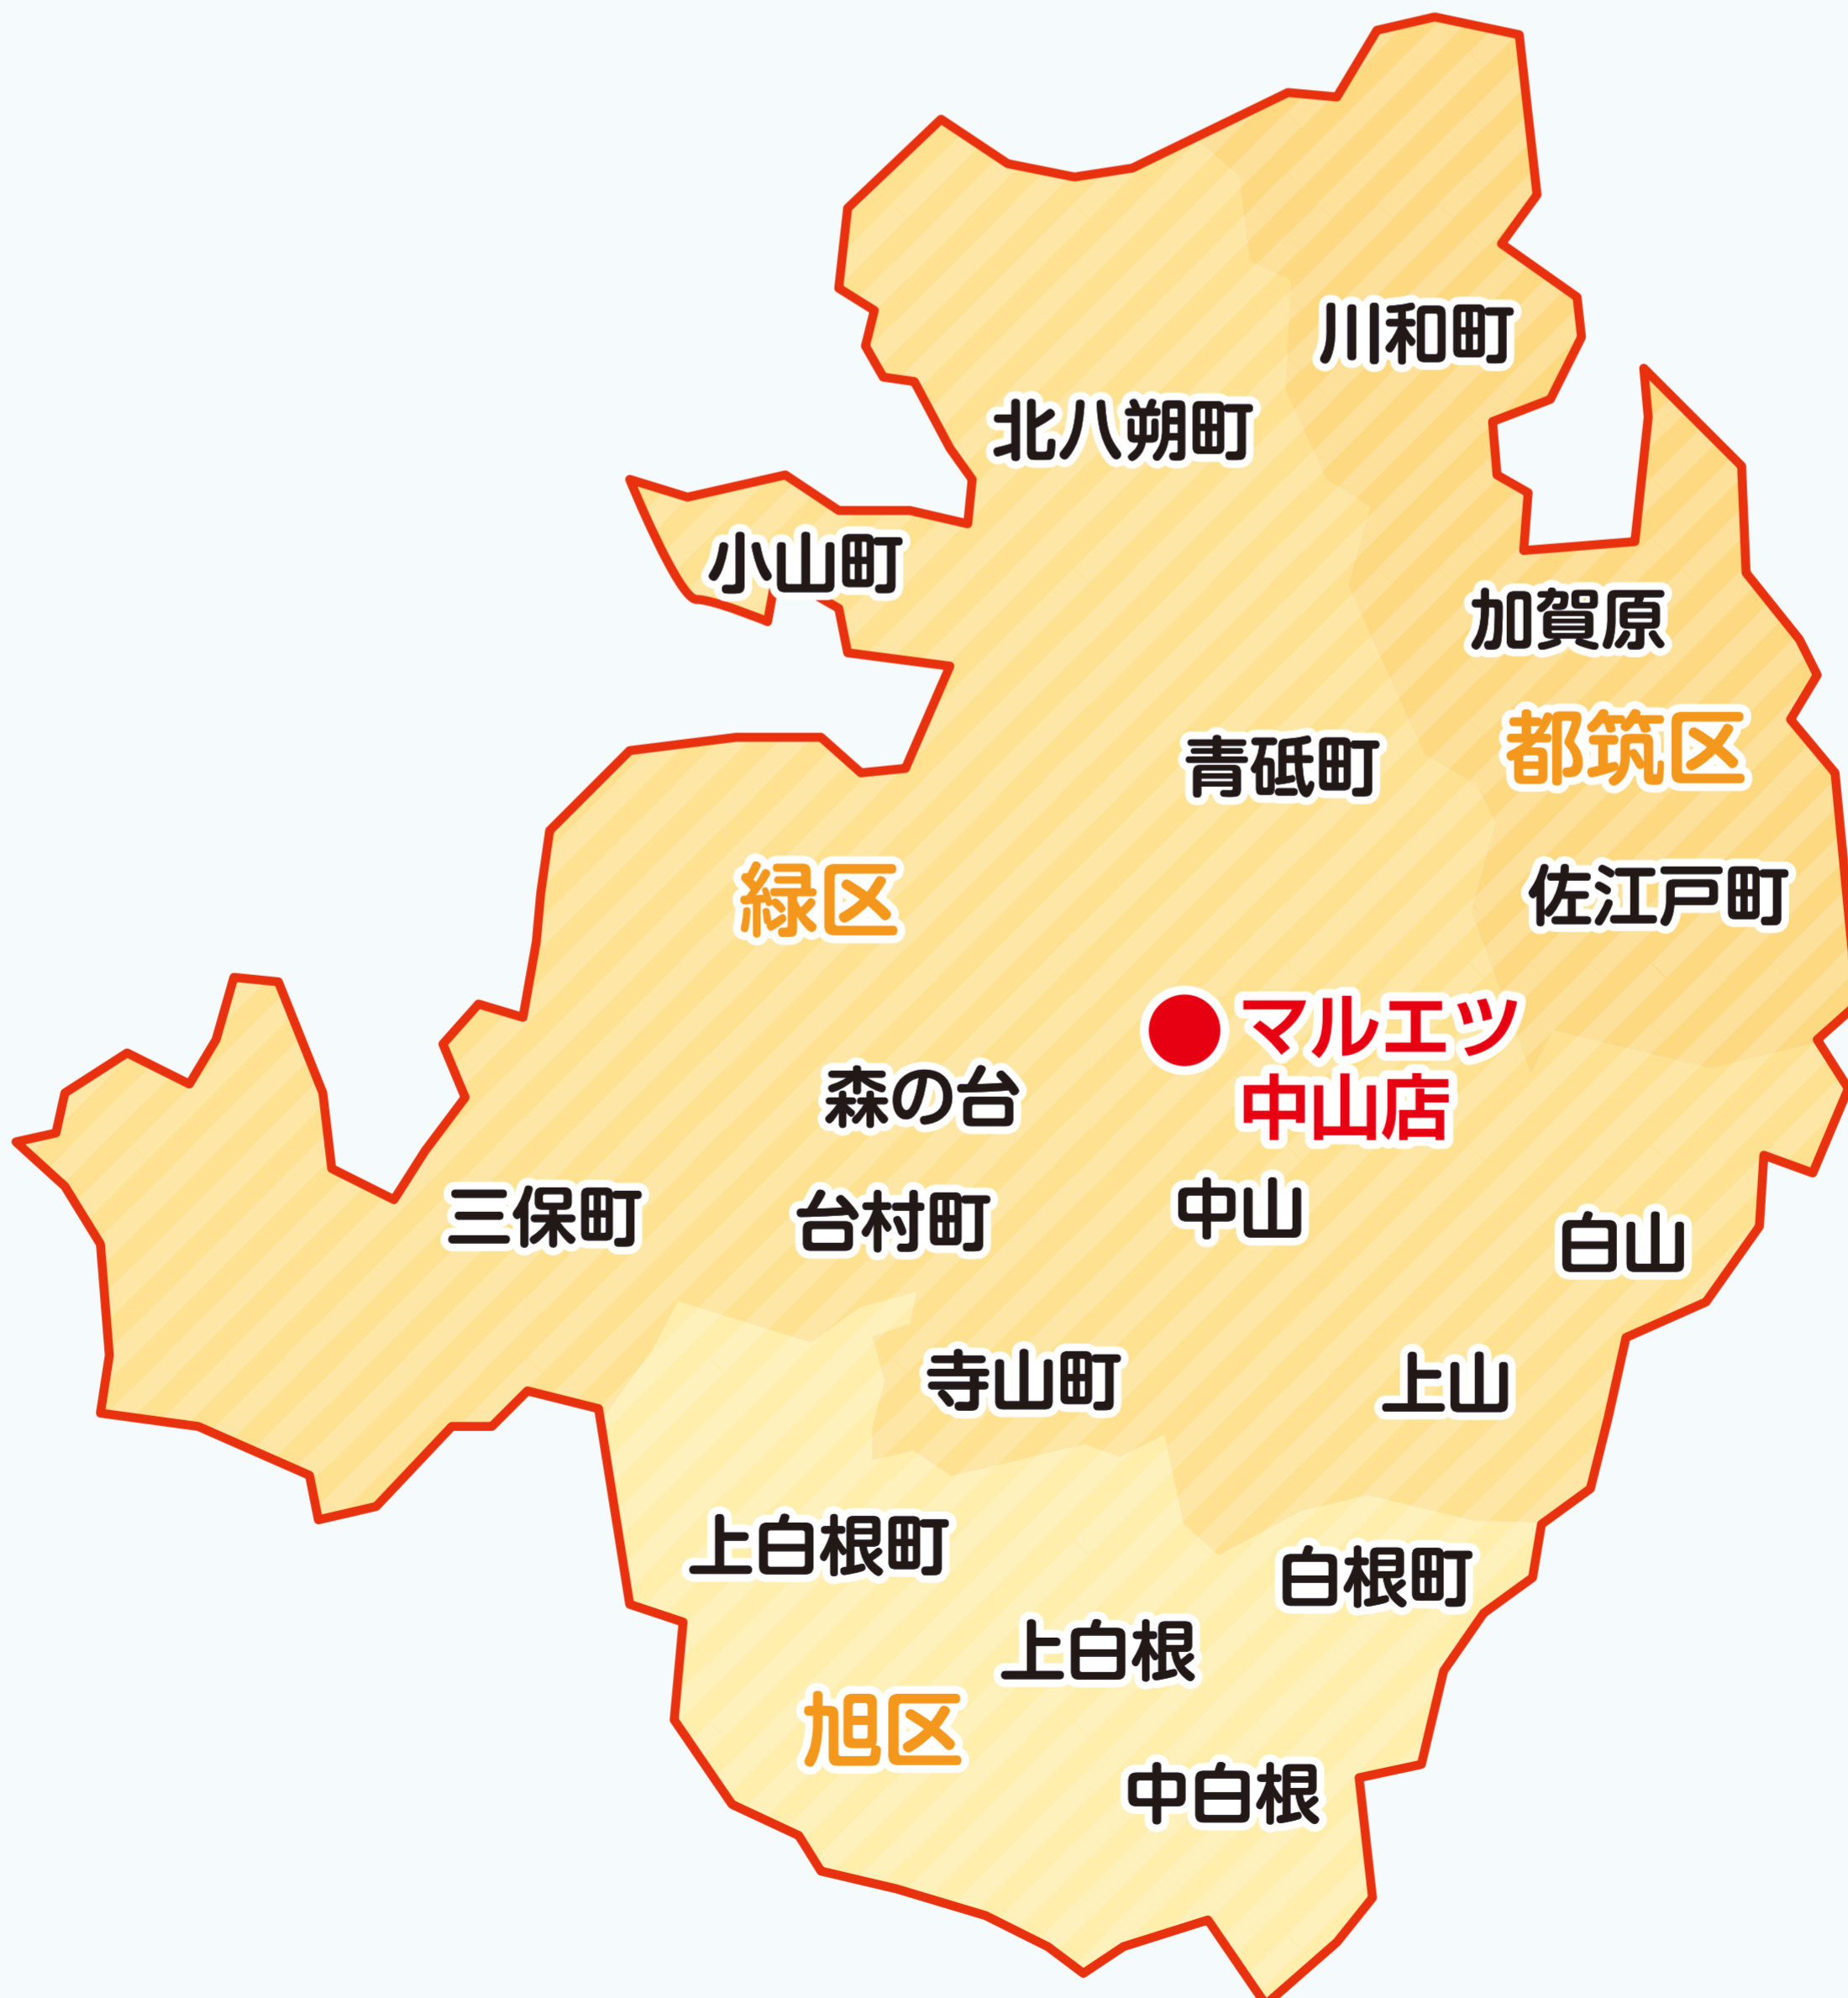 川和町
北八朔町
小山町
加賀原
都筑区
青砥町
緑区
佐江戸町
マルエツ
中山店
森の台
三保町
台村町
中山
白山
寺山町
上山
上白根町
白根町
上白根
旭区
中白根